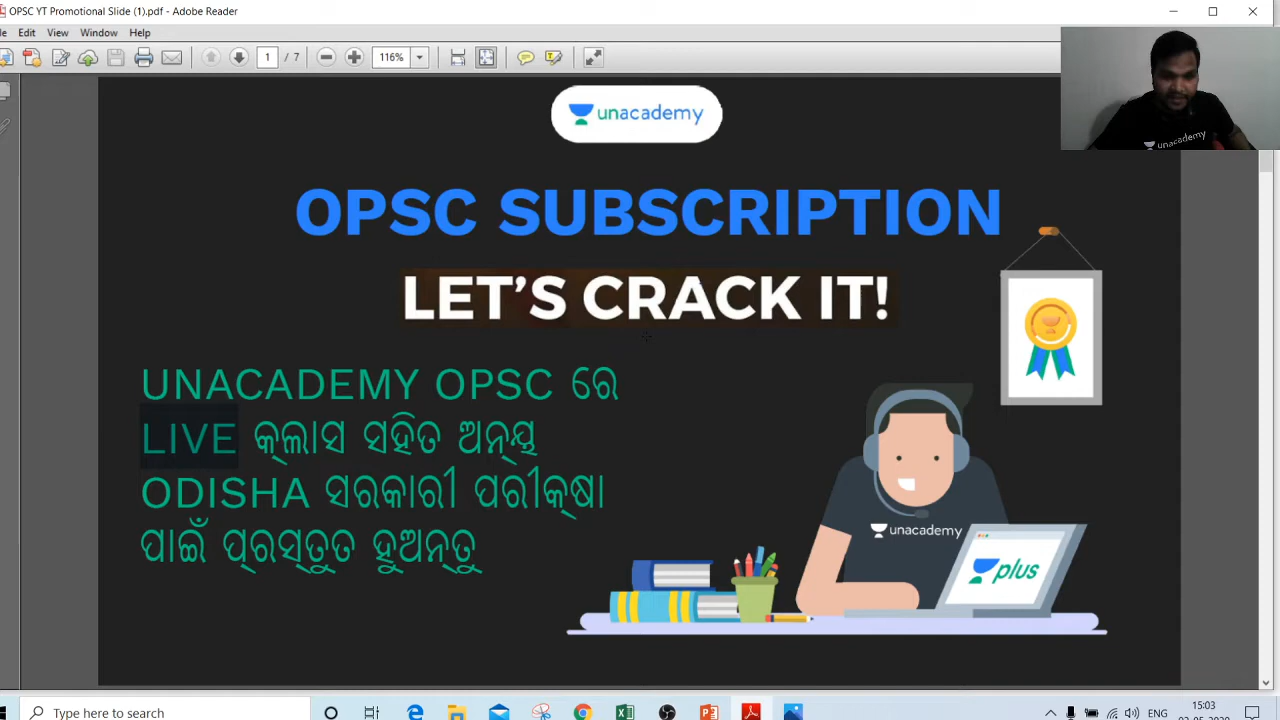 OPSC YT Promotional Slide (1).pdf - Adobe Reader
Edit View Window Help
1 / 7 116%
unacademy
unacademy
OPSC SUBSCRIPTION
LET'S CRACK IT!
UNACADEMY OPSC ରେ
LIVE କ୍ଲାସ ସହିତ ଅନ୍ୟ
ODISHA ସରକାରୀ ପରୀକ୍ଷା
ପାଇଁ ପ୍ରସ୍ତୁତ ହୁଅନ୍ତୁ
unacademy
plus
Type here to search
ENG
15:03